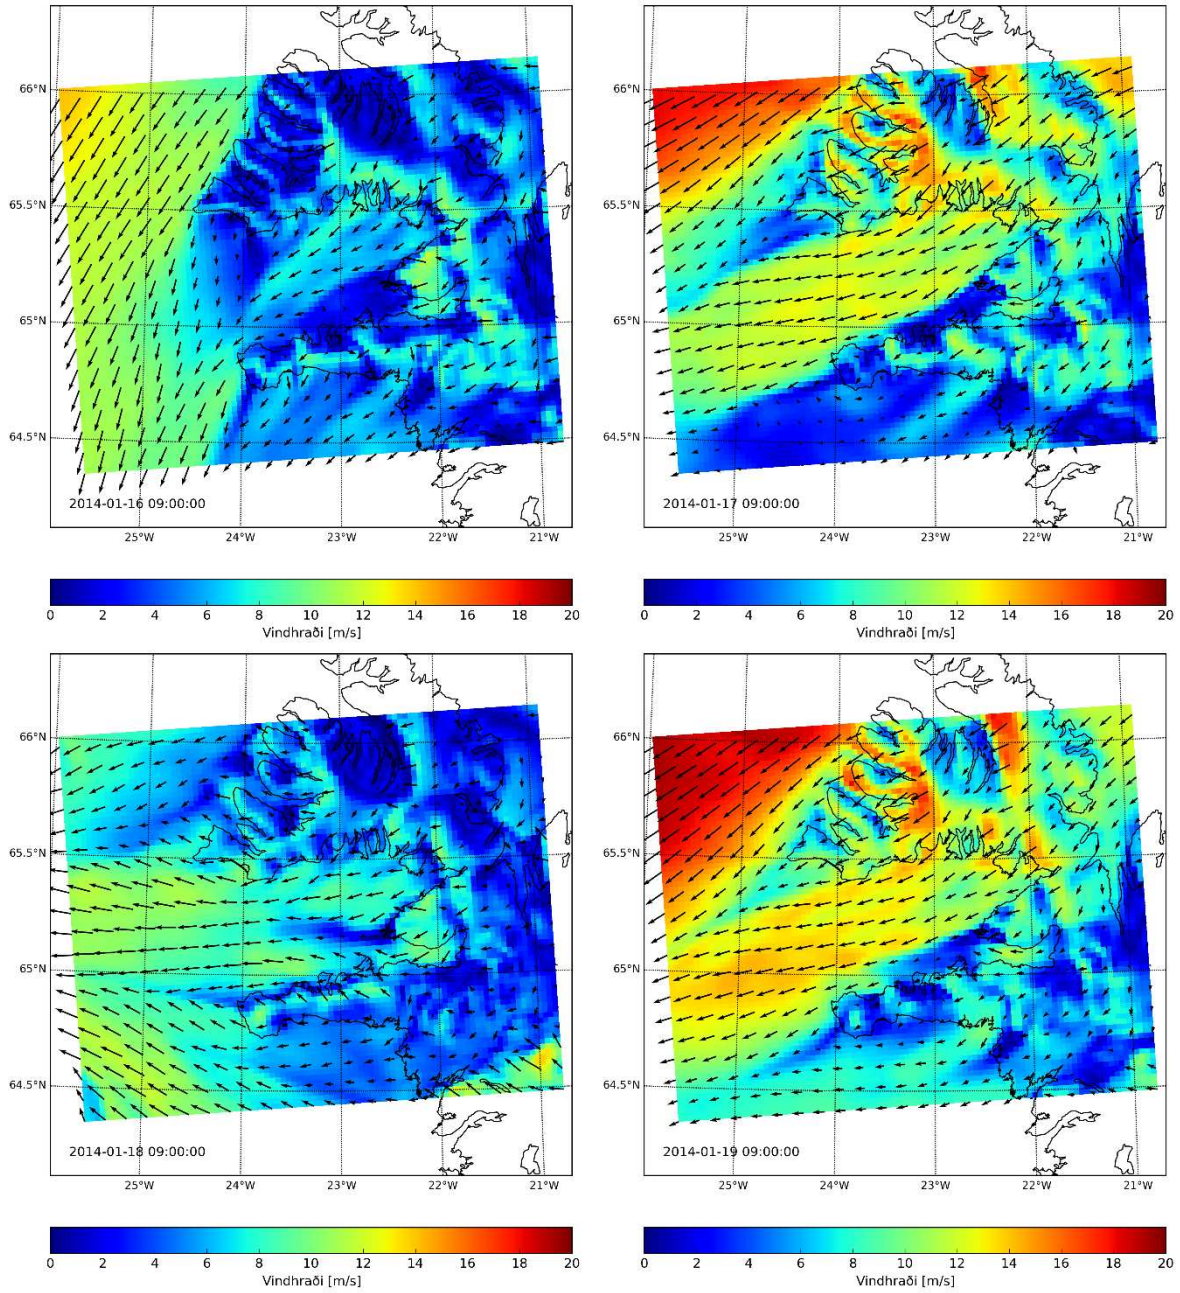 66°N
65.5°N
65°N
64.5°N
2014-01-16 09:00:00
25°W 24°W 23°W 22°W 21°W
0 2 4 6 8 10 12 14 16 18 20
Vindhraði [m/s]
66°N
65.5°N
65°N
64.5°N
2014-01-17 09:00:00
25°W 24°W 23°W 22°W 21°W
0 2 4 6 8 10 12 14 16 18 20
Vindhraði [m/s]
66°N
65.5°N
65°N
64.5°N
2014-01-18 09:00:00
25°W 24°W 23°W 22°W 21°W
0 2 4 6 8 10 12 14 16 18 20
Vindhraði [m/s]
66°N
65.5°N
65°N
64.5°N
2014-01-19 09:00:00
25°W 24°W 23°W 22°W 21°W
0 2 4 6 8 10 12 14 16 18 20
Vindhraði [m/s]